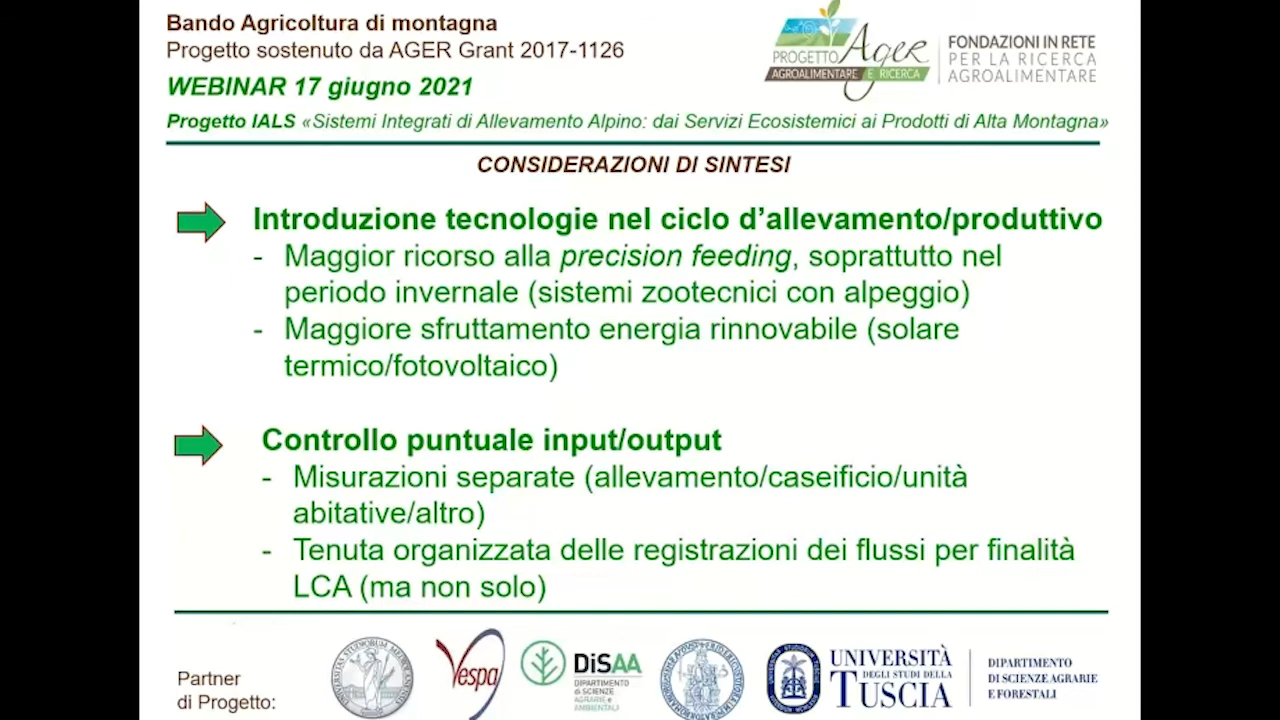 Bando Agricoltura di montagna
Progetto sostenuto da AGER Grant 2017-1126
WEBINAR 17 giugno 2021
Progetto IALS «Sistemi Integrati di Allevamento Alpino: dai Servizi Ecosistemici ai Prodotti di Alta Montagna»
PROGETTO Ager
AGROALIMENTARE E RICERCA
FONDAZIONI IN RETE
PER LA RICERCA
AGROALIMENTARE
CONSIDERAZIONI DI SINTESI
Introduzione tecnologie nel ciclo d’allevamento/produttivo
- Maggior ricorso alla precision feeding, soprattutto nel
periodo invernale (sistemi zootecnici con alpeggio)
- Maggiore sfruttamento energia rinnovabile (solare
termico/fotovoltaico)
Controllo puntuale input/output
- Misurazioni separate (allevamento/caseificio/unità
abitative/altro)
- Tenuta organizzata delle registrazioni dei flussi per finalità
LCA (ma non solo)
Partner
di Progetto:
Vespa
DiSAA
DIPARTIMENTO
di SCIENZE
AGRARIE e
AMBIENTALI
UNIVERSITÀ
DEGLI STUDI DELLA
TUSCIA
DIPARTIMENTO
DI SCIENZE AGRARIE
E FORESTALI